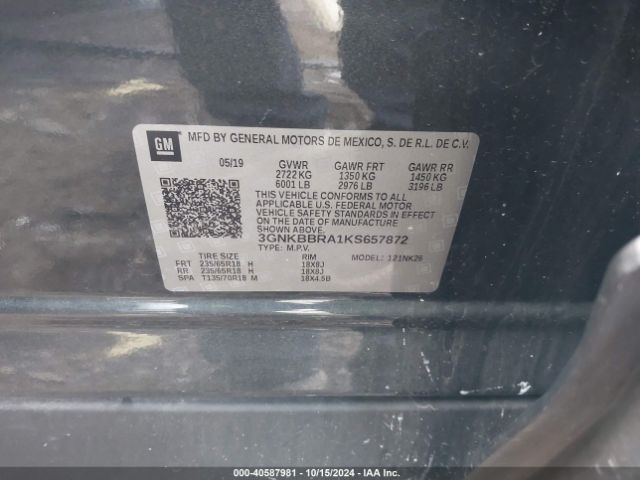 GM
MFD BY GENERAL MOTORS DE MEXICO, S. DE R.L. DE C.V.
05/19 GVWR GAWR FRT GAWR RR
2722 KG 1350 KG 1450 KG
6001 LB 2976 LB 3196 LB
THIS VEHICLE CONFORMS TO ALL
APPLICABLE U.S. FEDERAL MOTOR
VEHICLE SAFETY STANDARDS IN EFFECT
ON THE DATE OF MANUFACTURE SHOWN ABOVE.
3GNKBBRA1KS657872
TYPE: M.P.V.
TIRE SIZE RIM MODEL: 121NK26
FRT 235/65R18 H 18X8J
RR 235/65R18 H 18X8J
SPA T135/70R18 M 18X4.5B
000-40587981 - 10/15/2024 - IAA Inc.